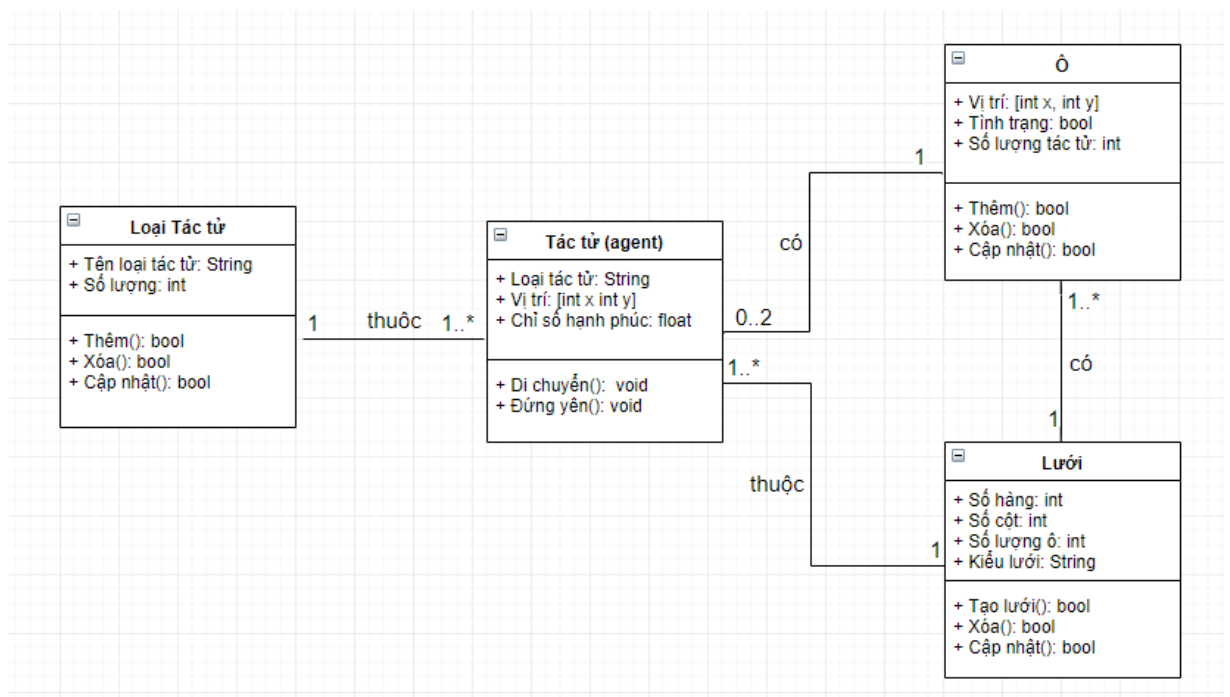 Loại Tác tử
+ Tên loại tác tử: String
+ Số lượng: int
+ Thêm(): bool
+ Xóa(): bool
+ Cập nhật(): bool
1
thuôc
1..*
Tác tử (agent)
+ Loại tác tử: String
+ Vị trí: [int x int y]
+ Chỉ số hạnh phúc: float
+ Di chuyển(): void
+ Đứng yên(): void
0..2
có
1
1..*
thuộc
1
Ô
+ Vị trí: [int x, int y]
+ Tình trạng: bool
+ Số lượng tác tử: int
+ Thêm(): bool
+ Xóa(): bool
+ Cập nhật(): bool
1..*
có
1
Lưới
+ Số hàng: int
+ Số cột: int
+ Số lượng ô: int
+ Kiểu lưới: String
+ Tạo lưới(): bool
+ Xóa(): bool
+ Cập nhật(): bool